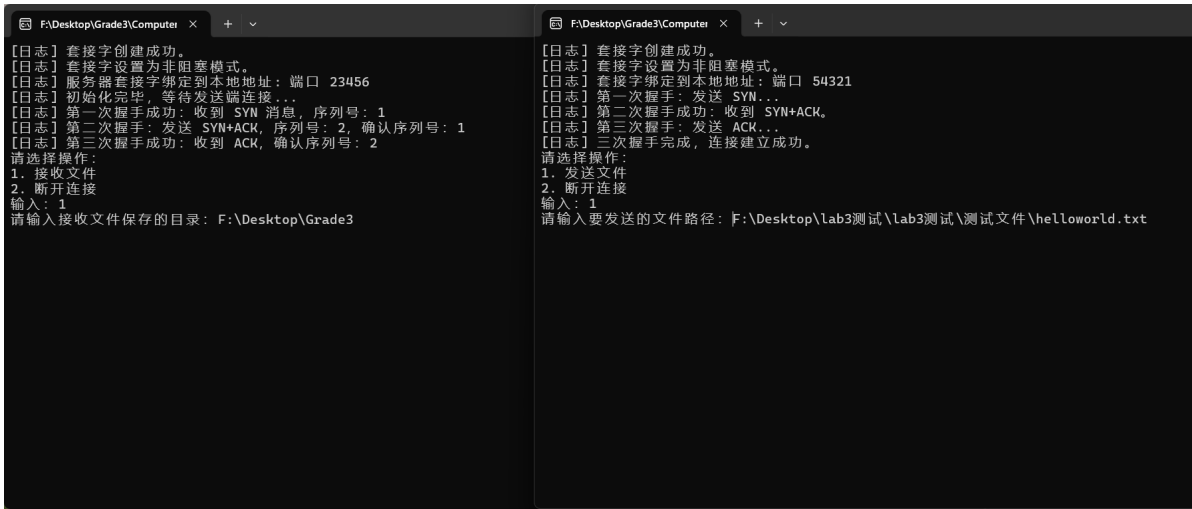 F:\Desktop\Grade3\Computer
[日志] 套接字创建成功。
[日志] 套接字设置为非阻塞模式。
[日志] 服务器套接字绑定到本地地址: 端口 23456
[日志] 初始化完毕, 等待发送端连接...
[日志] 第一次握手成功: 收到 SYN 消息, 序列号: 1
[日志] 第二次握手: 发送 SYN+ACK, 序列号: 2, 确认序列号: 1
[日志] 第三次握手成功: 收到 ACK, 确认序列号: 2
请选择操作:
1. 接收文件
2. 断开连接
输入: 1
请输入接收文件保存的目录: F:\Desktop\Grade3
F:\Desktop\Grade3\Computer
[日志] 套接字创建成功。
[日志] 套接字设置为非阻塞模式。
[日志] 套接字绑定到本地地址: 端口 54321
[日志] 第一次握手: 发送 SYN...
[日志] 第二次握手成功: 收到 SYN+ACK。
[日志] 第三次握手: 发送 ACK...
[日志] 三次握手完成, 连接建立成功。
请选择操作:
1. 发送文件
2. 断开连接
输入: 1
请输入要发送的文件路径: F:\Desktop\lab3测试\lab3测试\测试文件\helloworld.txt